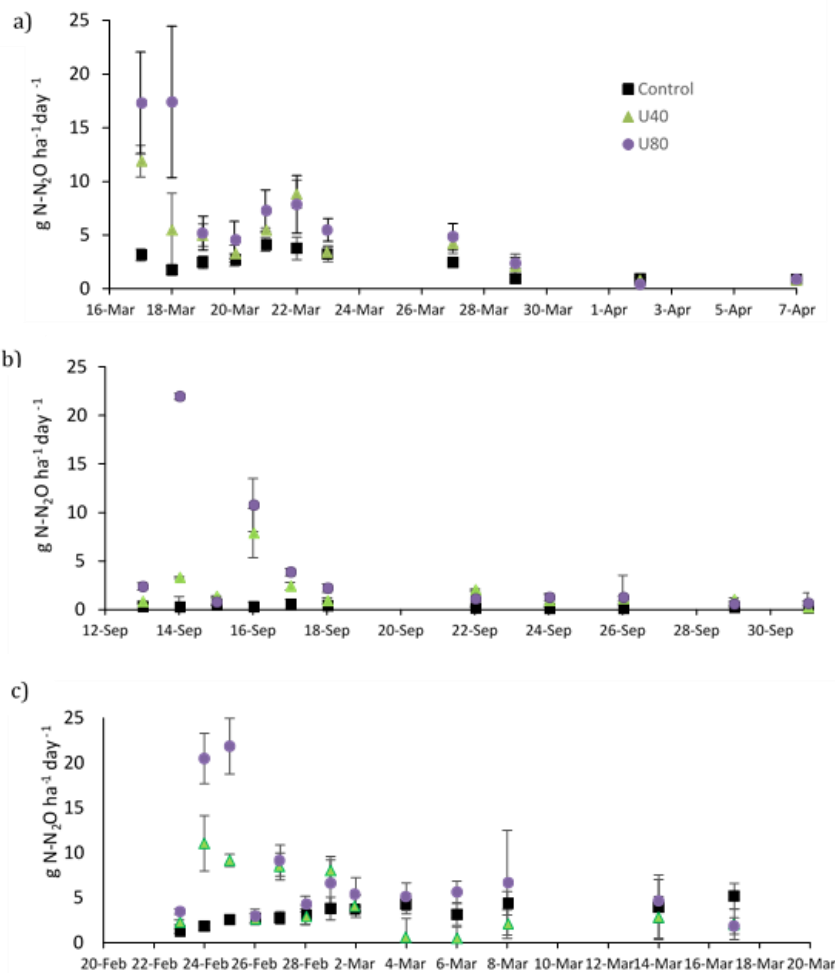 a)
25
20
15
10
5
0
g N-N₂O ha⁻¹ day ⁻¹
Control
U40
U80
16-Mar 18-Mar 20-Mar 22-Mar 24-Mar 26-Mar 28-Mar 30-Mar 1-Apr 3-Apr 5-Apr 7-Apr
b)
25
20
15
10
5
0
g N-N₂O ha⁻¹ day ⁻¹
12-Sep 14-Sep 16-Sep 18-Sep 20-Sep 22-Sep 24-Sep 26-Sep 28-Sep 30-Sep
c)
25
20
15
10
5
0
g N-N₂O ha⁻¹ day ⁻¹
20-Feb 22-Feb 24-Feb 26-Feb 28-Feb 2-Mar 4-Mar 6-Mar 8-Mar 10-Mar 12-Mar 14-Mar 16-Mar 18-Mar 20-Mar